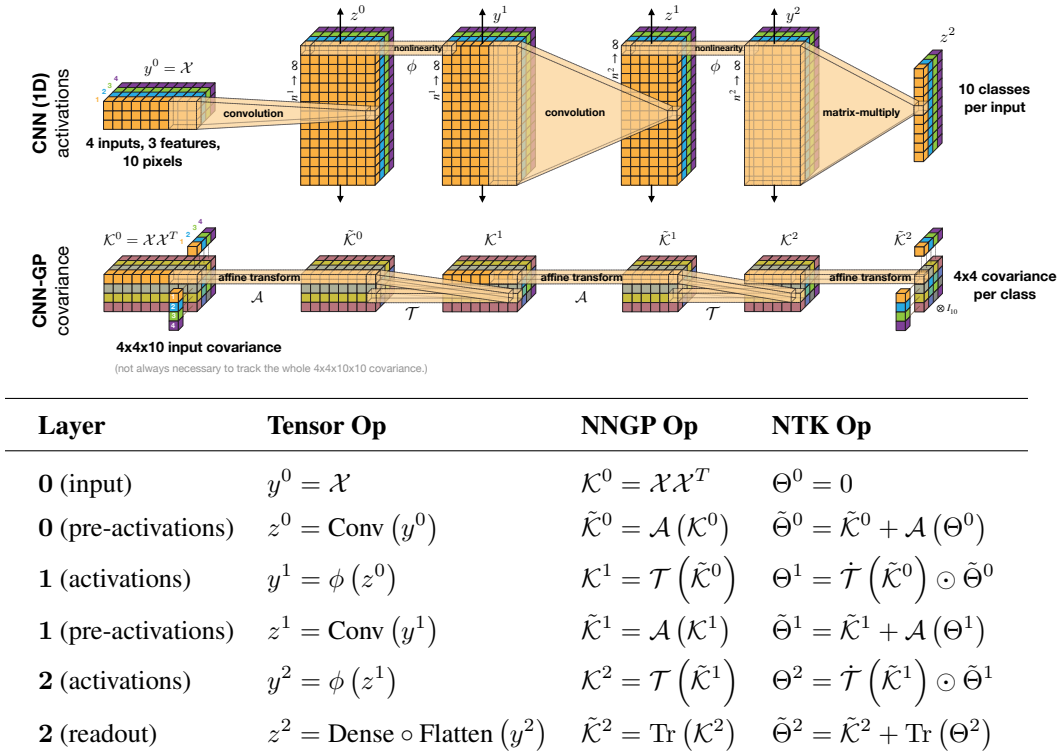 z^0 y^1 z^1 y^2 z^2
CNN (1D)
activations
y^0 = 𝒳
1 2 3 4
4 inputs, 3 features,
10 pixels
convolution
n^1 → ∞
nonlinearity
ϕ
n^1 → ∞
convolution
n^2 → ∞
nonlinearity
ϕ
n^2 → ∞
matrix-multiply
10 classes
per input
CNN-GP
covariance
𝒦^0 = 𝒳𝒳^T
1 2 3 4
𝒦̃^0 𝒦^1 𝒦̃^1 𝒦^2 𝒦̃^2
1
2
3
4
affine transform
𝒜
𝒯
affine transform
𝒜
𝒯
affine transform
⊗ I_10
4x4 covariance
per class
4x4x10 input covariance
(not always necessary to track the whole 4x4x10x10 covariance.)
Layer Tensor Op NNGP Op NTK Op
0 (input) y^0 = 𝒳 𝒦^0 = 𝒳𝒳^T Θ^0 = 0
0 (pre-activations) z^0 = Conv (y^0) 𝒦̃^0 = 𝒜 (𝒦^0) Θ̃^0 = 𝒦̃^0 + 𝒜 (Θ^0)
1 (activations) y^1 = ϕ (z^0) 𝒦^1 = 𝒯 (𝒦̃^0) Θ^1 = 𝒯̇ (𝒦̃^0) ⊙ Θ̃^0
1 (pre-activations) z^1 = Conv (y^1) 𝒦̃^1 = 𝒜 (𝒦^1) Θ̃^1 = 𝒦̃^1 + 𝒜 (Θ^1)
2 (activations) y^2 = ϕ (z^1) 𝒦^2 = 𝒯 (𝒦̃^1) Θ^2 = 𝒯̇ (𝒦̃^1) ⊙ Θ̃^1
2 (readout) z^2 = Dense ∘ Flatten (y^2) 𝒦̃^2 = Tr (𝒦^2) Θ̃^2 = 𝒦̃^2 + Tr (Θ^2)